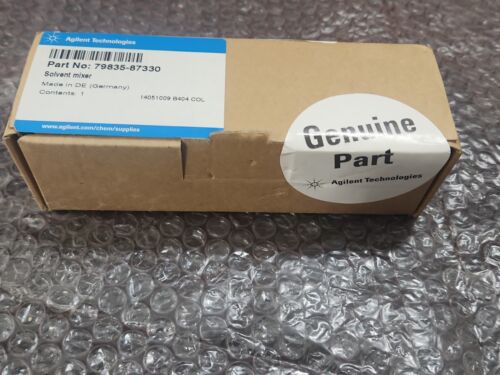 Agilent Technologies
Part No: 79835-87330
Solvent mixer
Made in DE (Germany)
Contents: 1
14051009 B404 COL
www.agilent.com/chem/supplies
Genuine
Part
Agilent Technologies